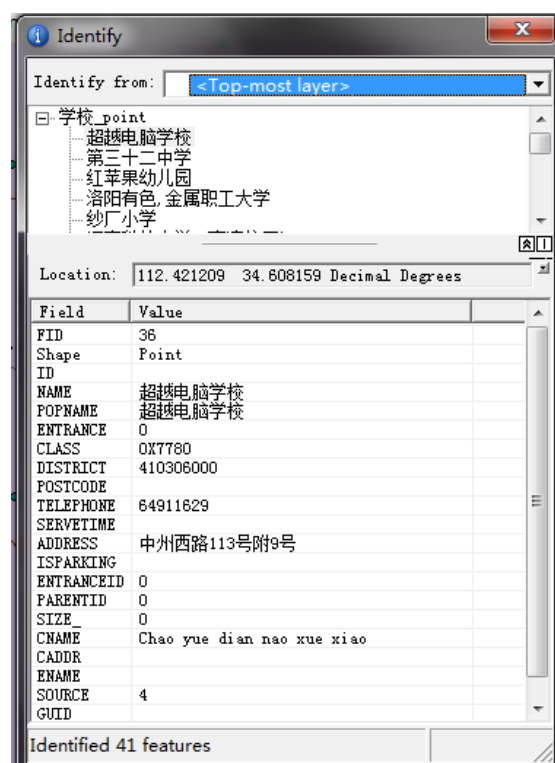 Identify
Identify from: <Top-most layer>
学校_point
超越电脑学校
第三十二中学
红苹果幼儿园
洛阳有色,金属职工大学
纱厂小学
Location: 112.421209 34.608159 Decimal Degrees
Field Value
FID 36
Shape Point
ID
NAME 超越电脑学校
POPNAME 超越电脑学校
ENTRANCE 0
CLASS 0X7780
DISTRICT 410306000
POSTCODE
TELEPHONE 64911629
SERVETIME
ADDRESS 中州西路113号附9号
ISPARKING
ENTRANCEID 0
PARENTID 0
SIZE_ 0
CNAME Chao yue dian nao xue xiao
CADDR
ENAME
SOURCE 4
GUID
Identified 41 features